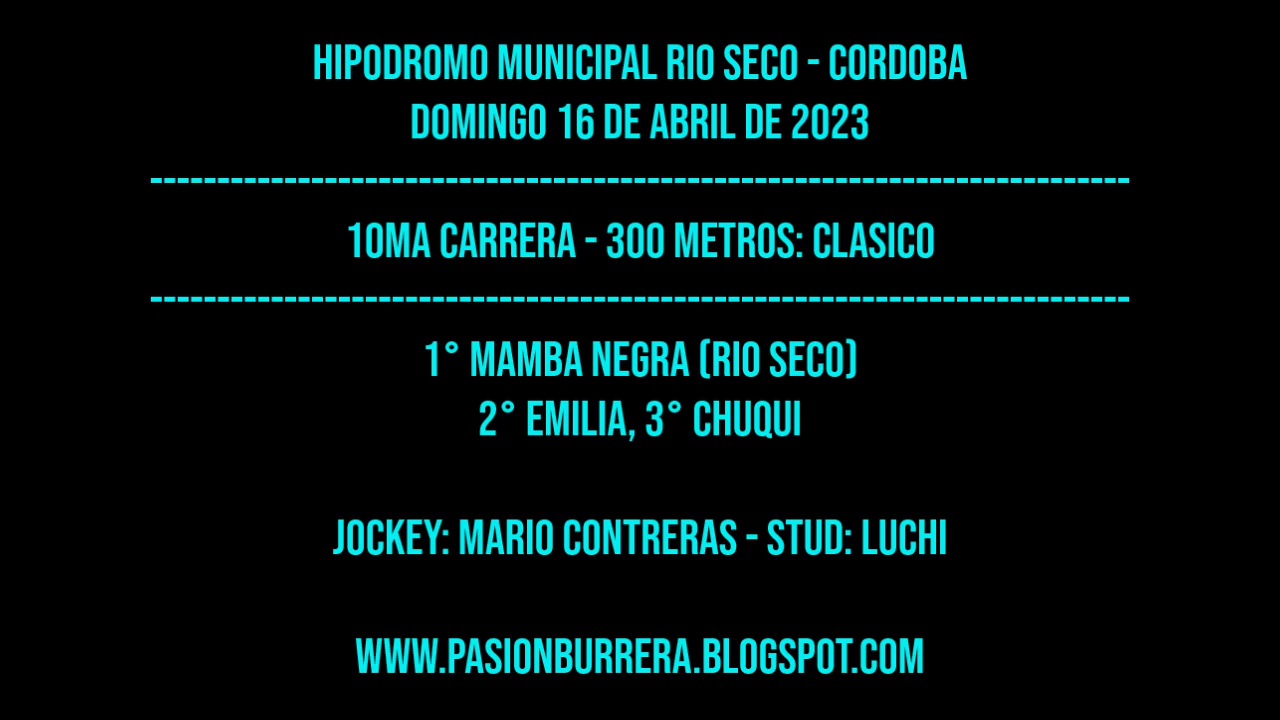 HIPODROMO MUNICIPAL RIO SECO - CORDOBA
DOMINGO 16 DE ABRIL DE 2023
-------------------------------------------------------------------------
10MA CARRERA - 300 METROS: CLASICO
-------------------------------------------------------------------------
1° MAMBA NEGRA (RIO SECO)
2° EMILIA, 3° CHUQUI
JOCKEY: MARIO CONTRERAS - STUD: LUCHI
WWW.PASIONBURRERA.BLOGSPOT.COM